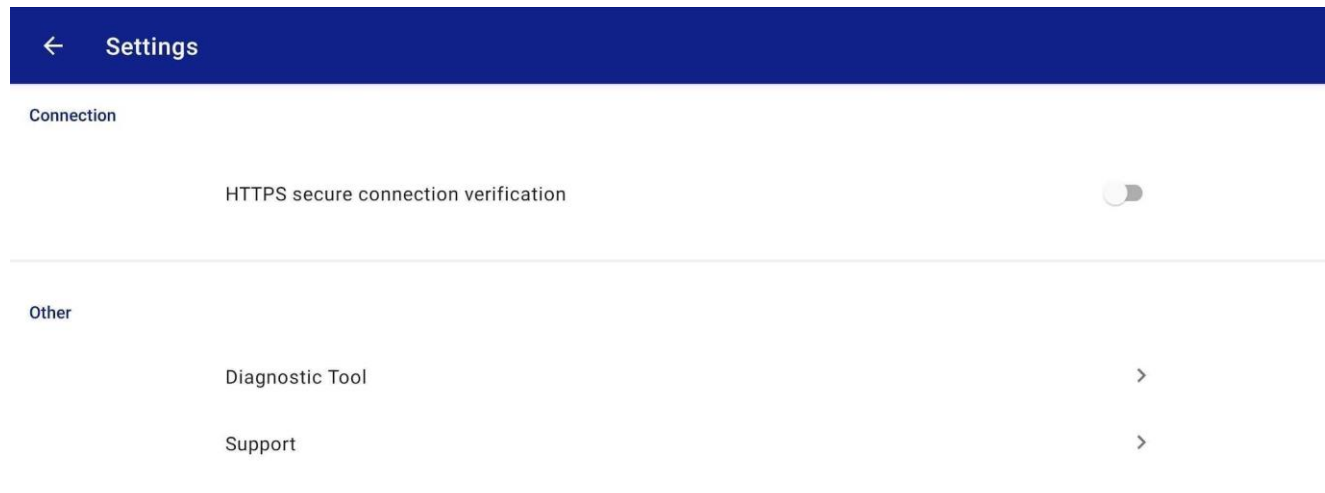 Settings
Connection
HTTPS secure connection verification
Other
Diagnostic Tool
Support